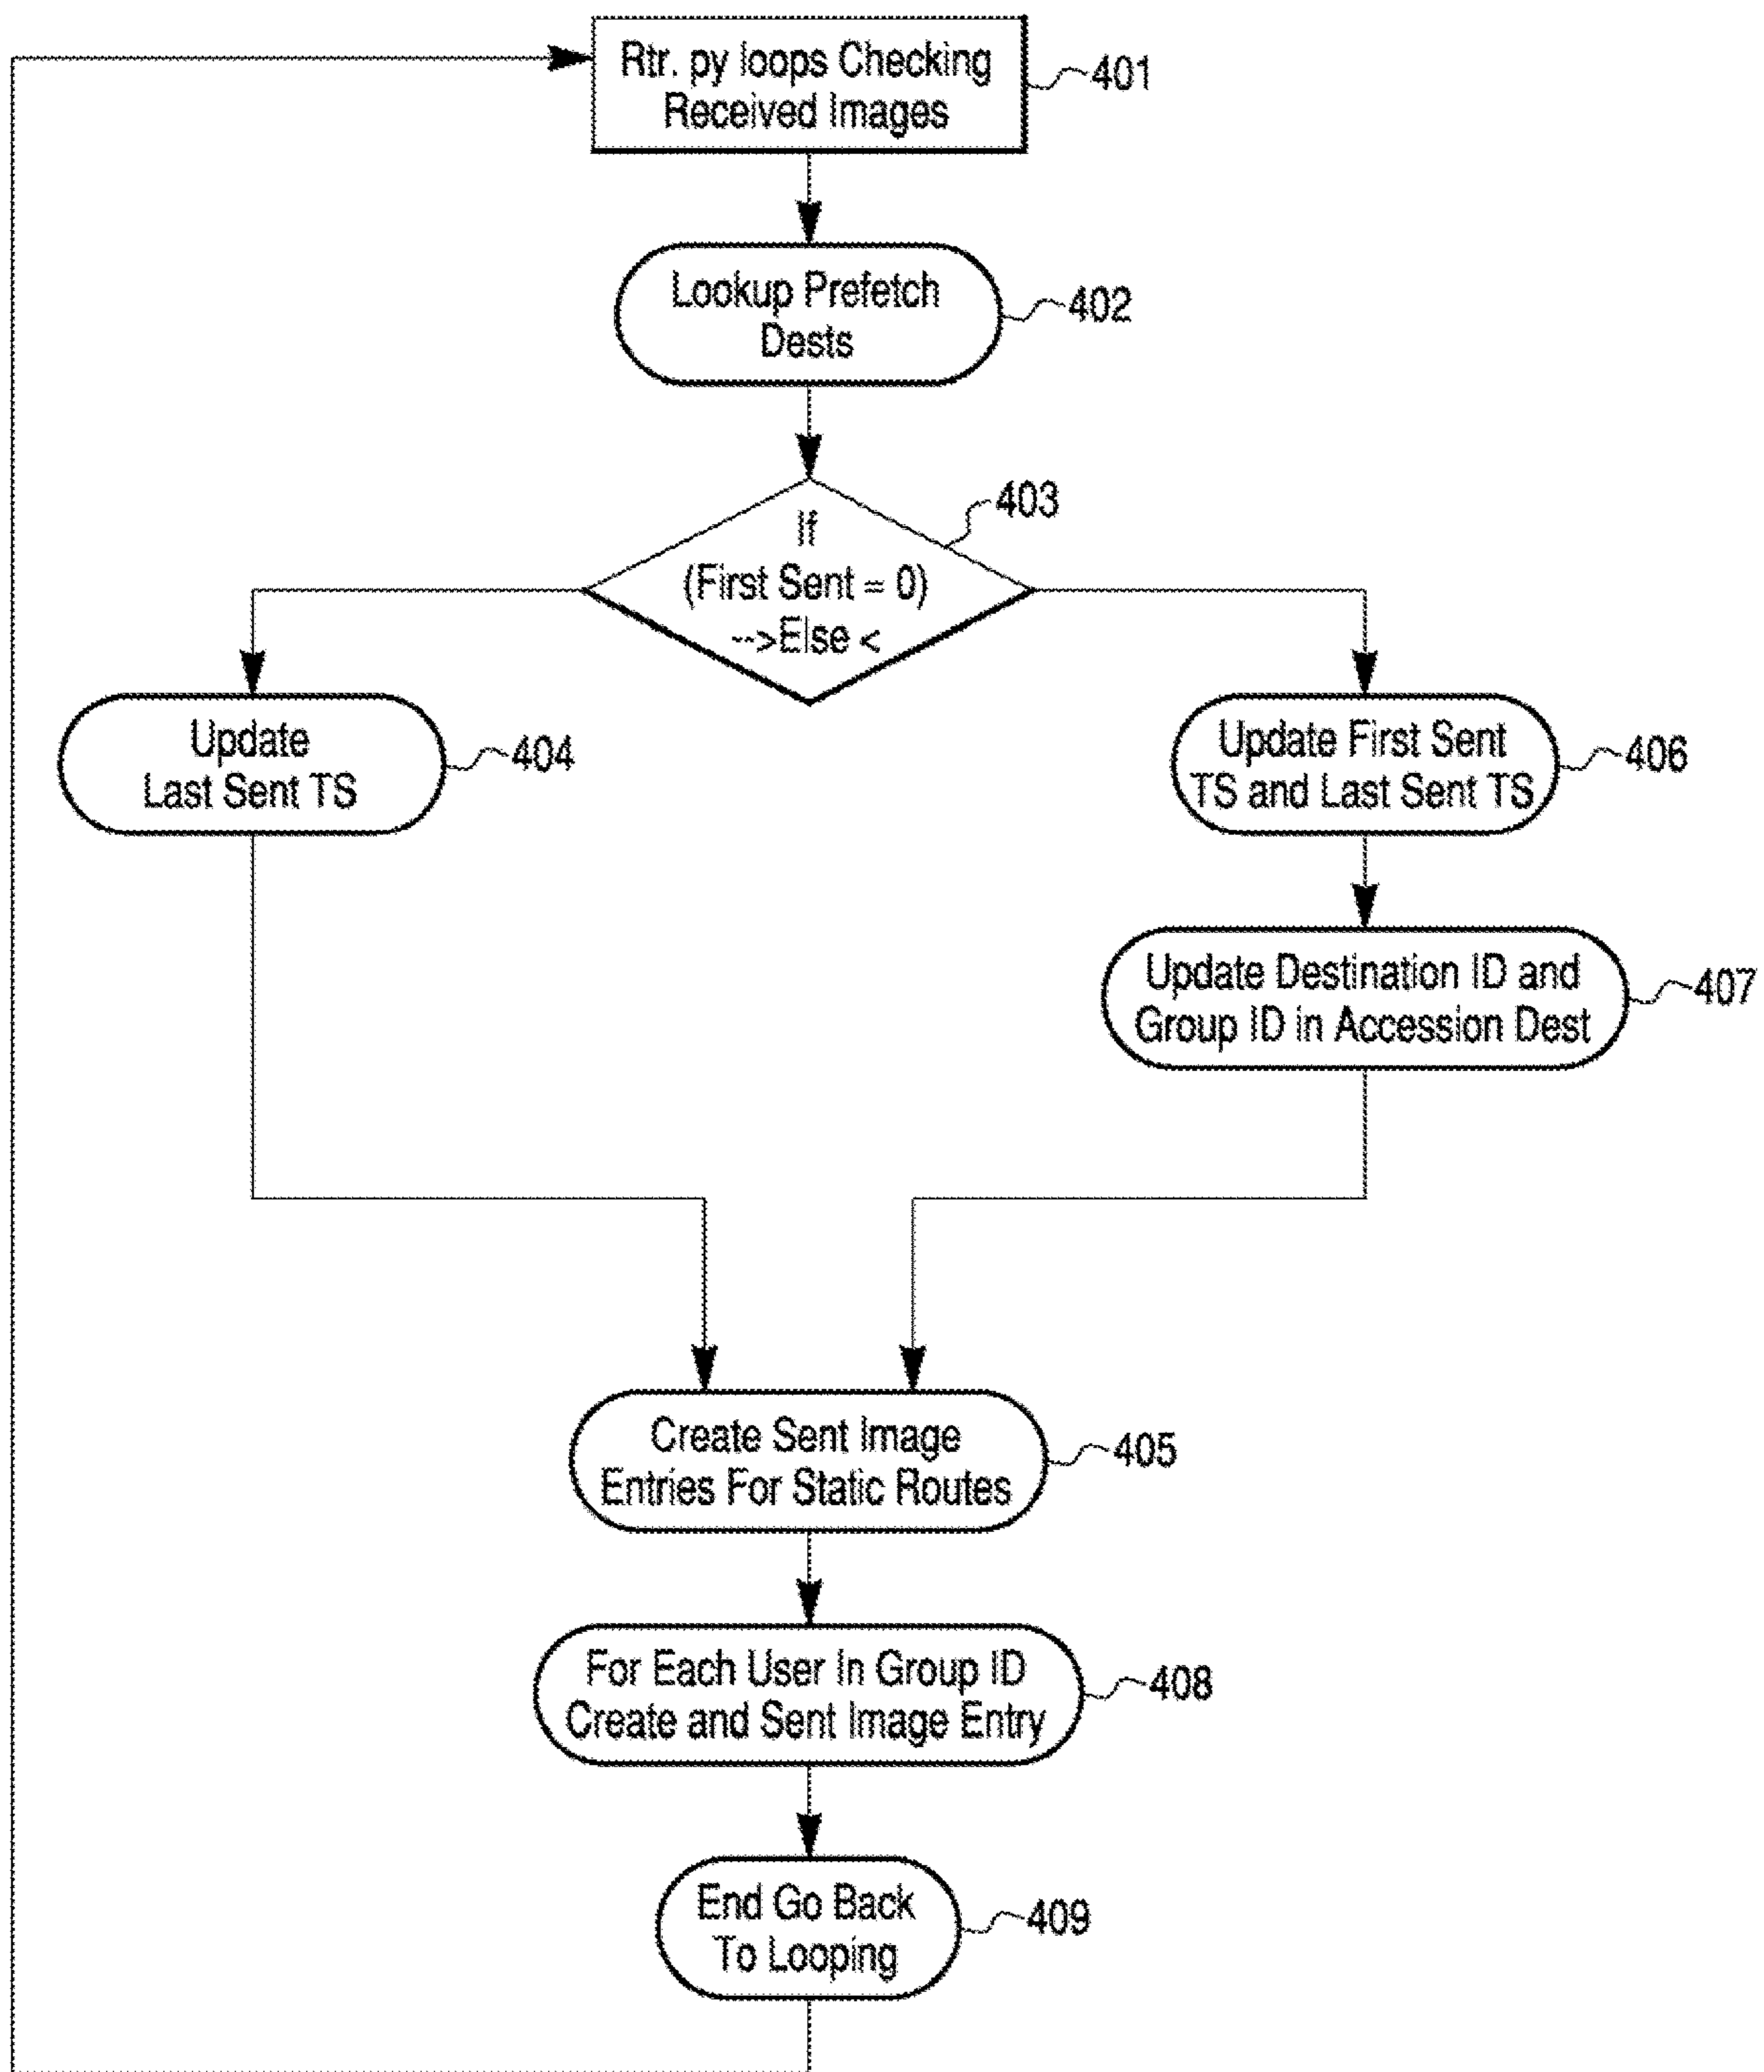 Rtr. py loops Checking
Received Images
401
Lookup Prefetch
Dests
402
If
(First Sent = 0)
-->Else <
403
Update
Last Sent TS
404
Update First Sent
TS and Last Sent TS
406
Update Destination ID and
Group ID in Accession Dest
407
Create Sent Image
Entries For Static Routes
405
For Each User In Group ID
Create and Sent Image Entry
408
End Go Back
To Looping
409